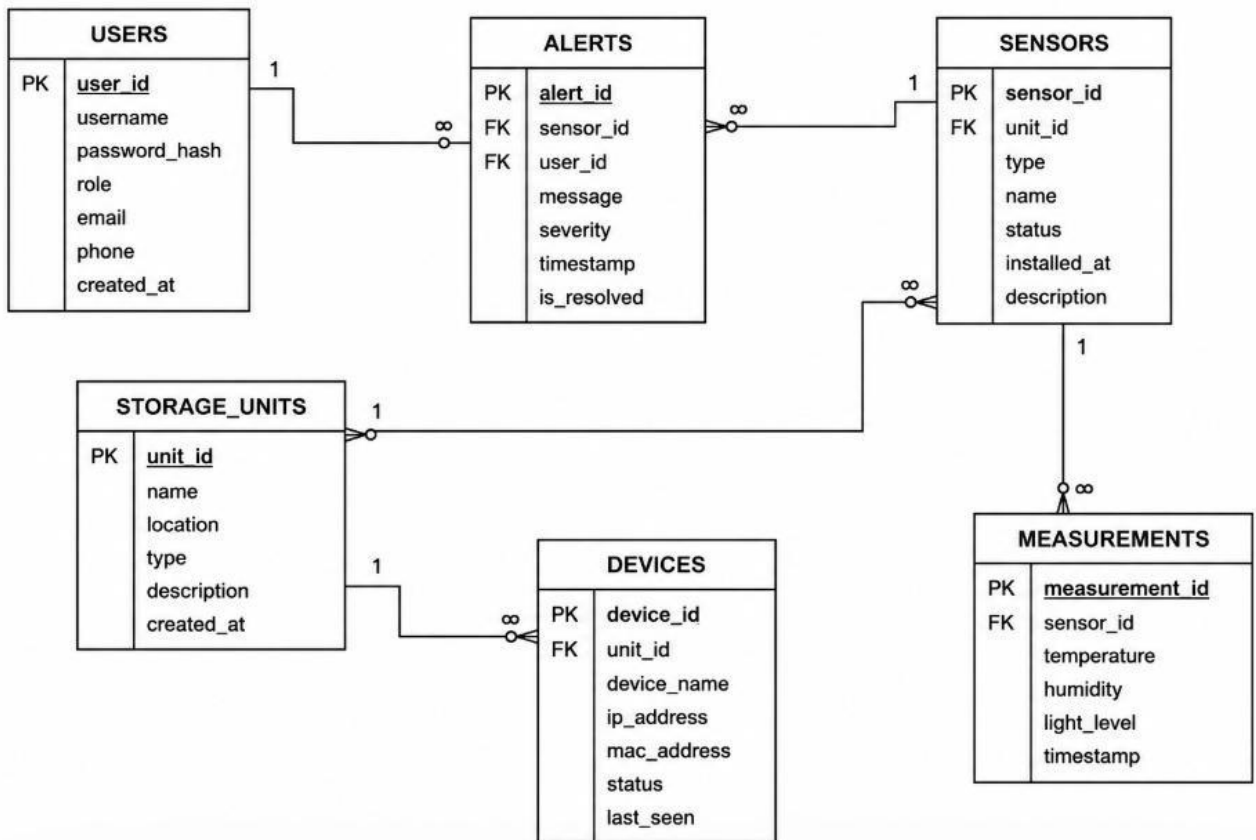 USERS
PK user_id
username
password_hash
role
email
phone
created_at
1
∞
ALERTS
PK alert_id
FK sensor_id
FK user_id
message
severity
timestamp
is_resolved
∞
1
SENSORS
PK sensor_id
FK unit_id
type
name
status
installed_at
description
∞
1
STORAGE_UNITS
PK unit_id
name
location
type
description
created_at
1
1
∞
DEVICES
PK device_id
FK unit_id
device_name
ip_address
mac_address
status
last_seen
∞
MEASUREMENTS
PK measurement_id
FK sensor_id
temperature
humidity
light_level
timestamp